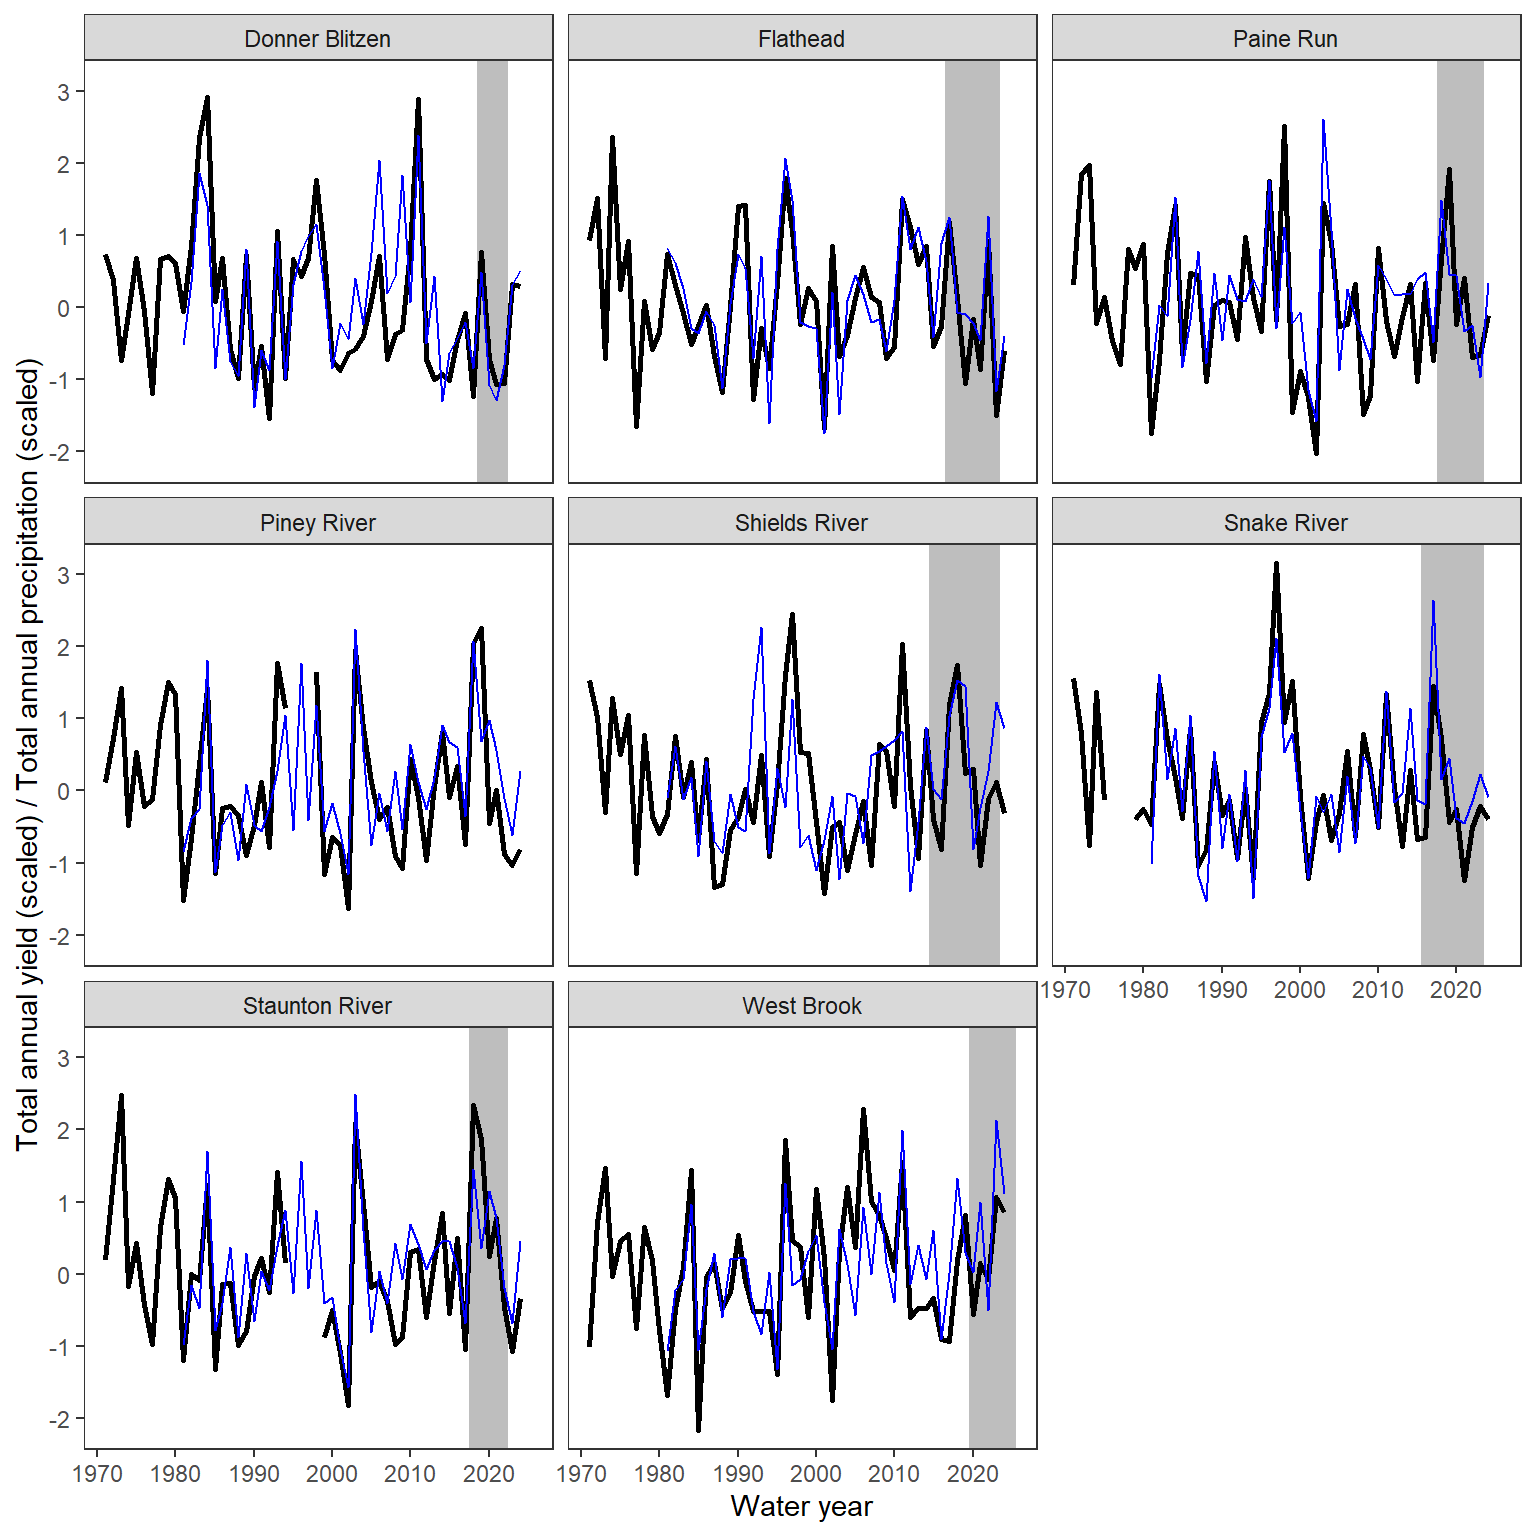 Donner Blitzen
Flathead
Paine Run
3
2
1
0
-1
-2
Piney River
Shields River
Snake River
3
2
1
0
-1
-2
1970 1980 1990 2000 2010 2020
Staunton River
West Brook
3
2
1
0
-1
-2
1970 1980 1990 2000 2010 2020
1970 1980 1990 2000 2010 2020
Water year
Total annual yield (scaled) / Total annual precipitation (scaled)